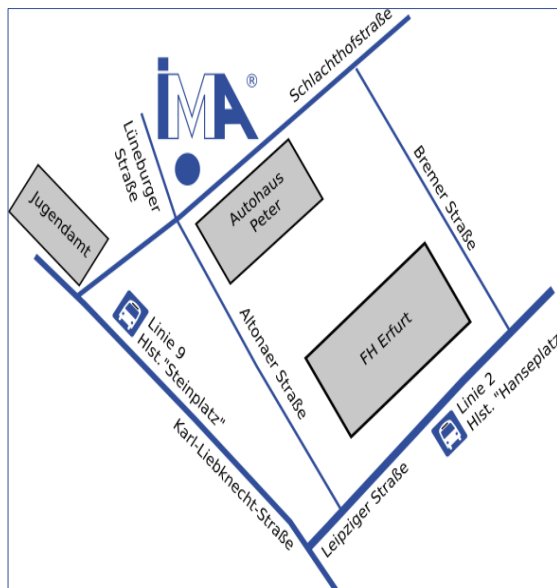 Schlachthofstraße
iMA®
Lüneburger
Straße
Jugendamt
Autohaus
Peter
Bremer Straße
Linie 9
Hlst. "Steinplatz"
Altonaer Straße
FH Erfurt
Karl-Liebknecht-Straße
Linie 2
Hlst. "Hanseplatz"
Leipziger Straße